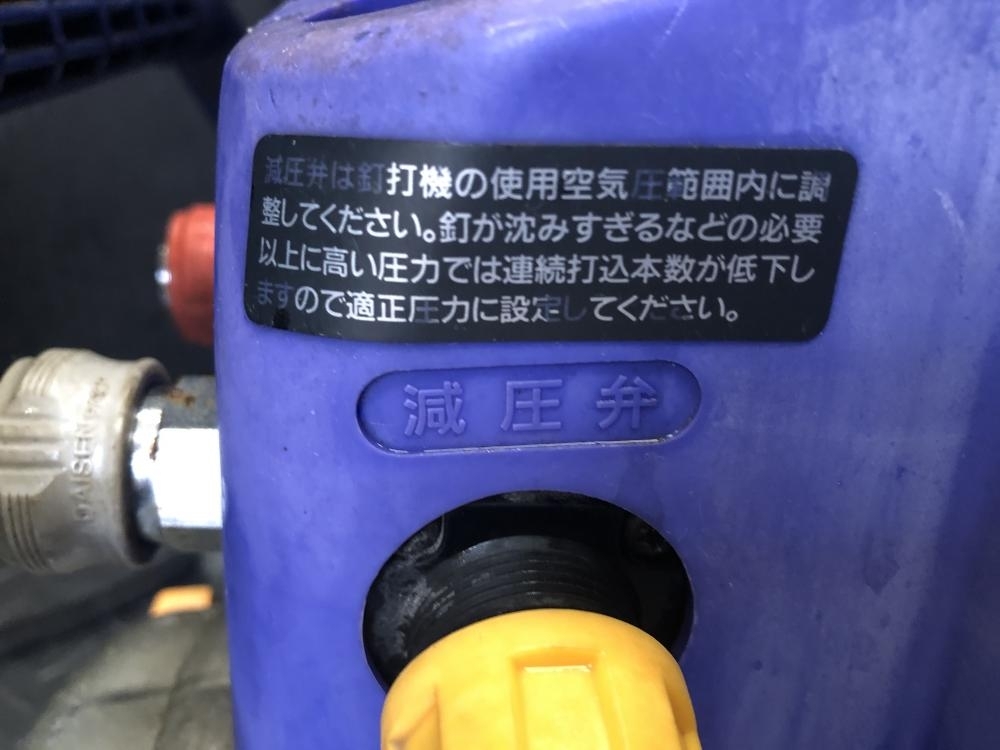 減圧弁は釘打機の使用空気圧範囲内に調
整してください。釘が沈みすぎるなどの必要
以上に高い圧力では連続打込本数が低下し
ますので適正圧力に設定してください。
減圧弁